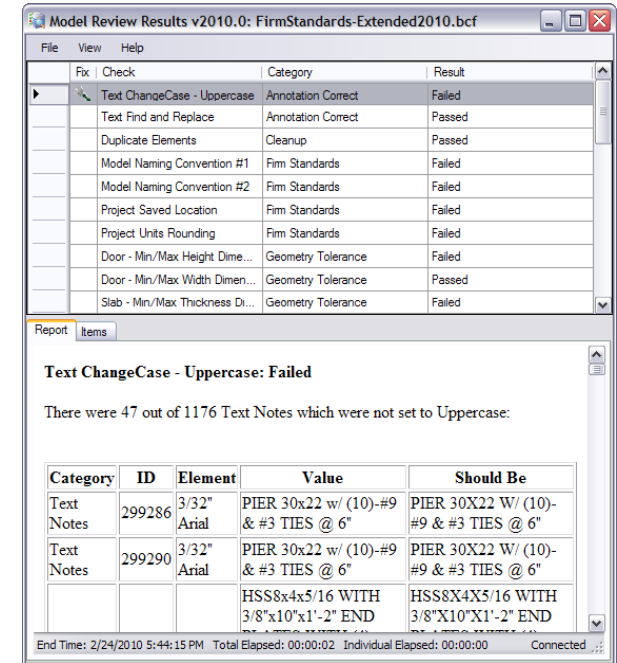 Model Review Results v2010.0: FirmStandards-Extended2010.bcf
File View Help
Fix Check Category Result
Text ChangeCase - Uppercase Annotation Correct Failed
Text Find and Replace Annotation Correct Passed
Duplicate Elements Cleanup Passed
Model Naming Convention #1 Firm Standards Failed
Model Naming Convention #2 Firm Standards Failed
Project Saved Location Firm Standards Failed
Project Units Rounding Firm Standards Failed
Door - Min/Max Height Dime... Geometry Tolerance Failed
Door - Min/Max Width Dimen... Geometry Tolerance Passed
Slab - Min/Max Thickness Di... Geometry Tolerance Failed
Report Items
Text ChangeCase - Uppercase: Failed
There were 47 out of 1176 Text Notes which were not set to Uppercase:
Category ID Element Value Should Be
Text Notes 299286 3/32" Arial PIER 30x22 w/ (10)-#9 & #3 TIES @ 6" PIER 30X22 W/ (10)-#9 & #3 TIES @ 6"
Text Notes 299290 3/32" Arial PIER 30x22 w/ (10)-#9 & #3 TIES @ 6" PIER 30X22 W/ (10)-#9 & #3 TIES @ 6"
HSS8x4x5/16 WITH 3/8"x10"x1'-2" END HSS8X4X5/16 WITH 3/8"X10"X1'-2" END
End Time: 2/24/2010 5:44:15 PM Total Elapsed: 00:00:02 Individual Elapsed: 00:00:00 Connected